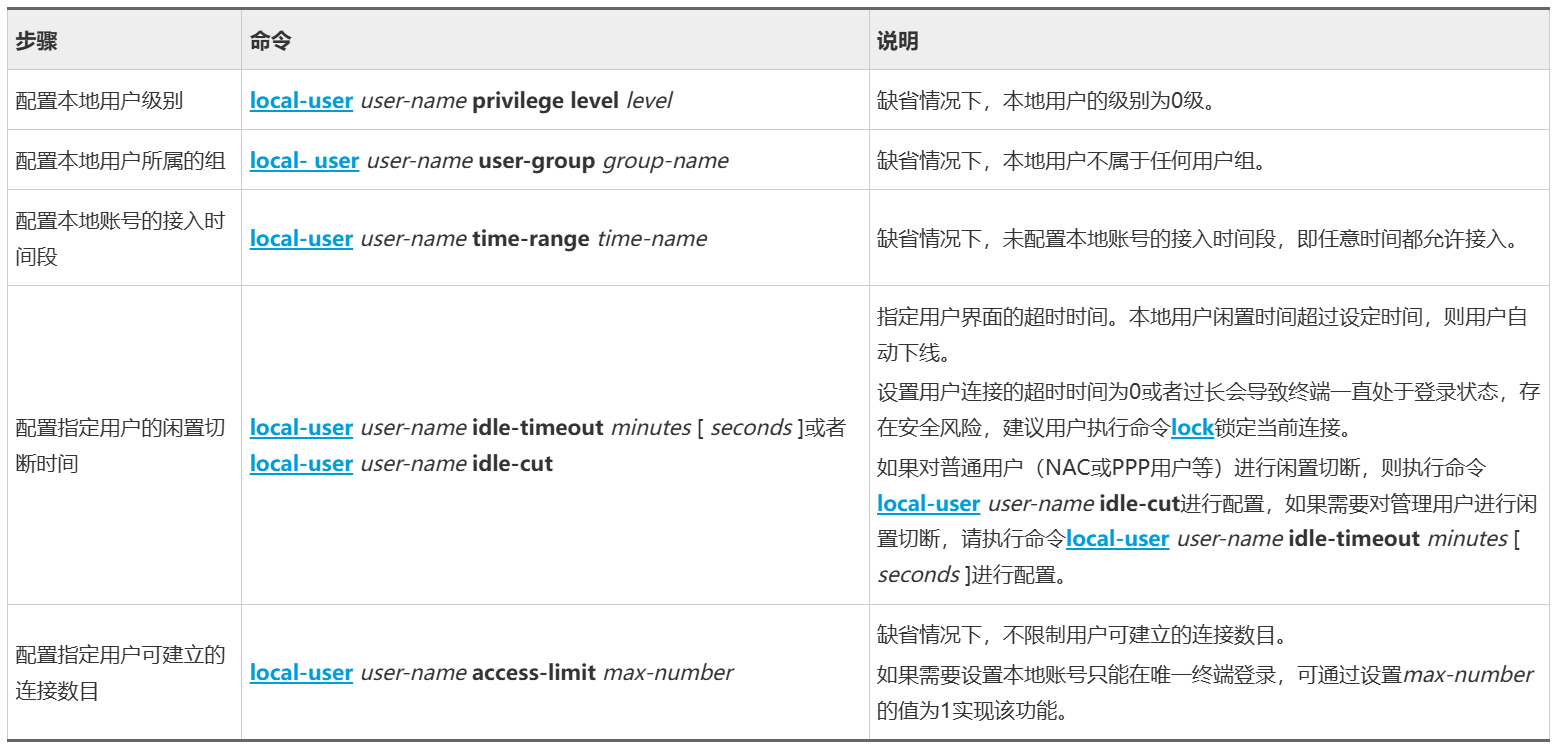 步骤 命令 说明
配置本地用户级别 local-user user-name privilege level level 缺省情况下，本地用户的级别为0级。
配置本地用户所属的组 local- user user-name user-group group-name 缺省情况下，本地用户不属于任何用户组。
配置本地账号的接入时
间段
local-user user-name time-range time-name
缺省情况下，未配置本地账号的接入时间段，即任意时间都允许接入。
配置指定用户的闲置切
断时间
local-user user-name idle-timeout minutes [ seconds ]或者
local-user user-name idle-cut
指定用户界面的超时时间。本地用户闲置时间超过设定时间，则用户自
动下线。
设置用户连接的超时时间为0或者过长会导致终端一直处于登录状态，存
在安全风险，建议用户执行命令lock锁定当前连接。
如果对普通用户（NAC或PPP用户等）进行闲置切断，则执行命令
local-user user-name idle-cut进行配置，如果需要对管理用户进行闲
置切断，请执行命令local-user user-name idle-timeout minutes [
seconds ]进行配置。
配置指定用户可建立的
连接数目
local-user user-name access-limit max-number
缺省情况下，不限制用户可建立的连接数目。
如果需要设置本地账号只能在唯一终端登录，可通过设置max-number
的值为1实现该功能。